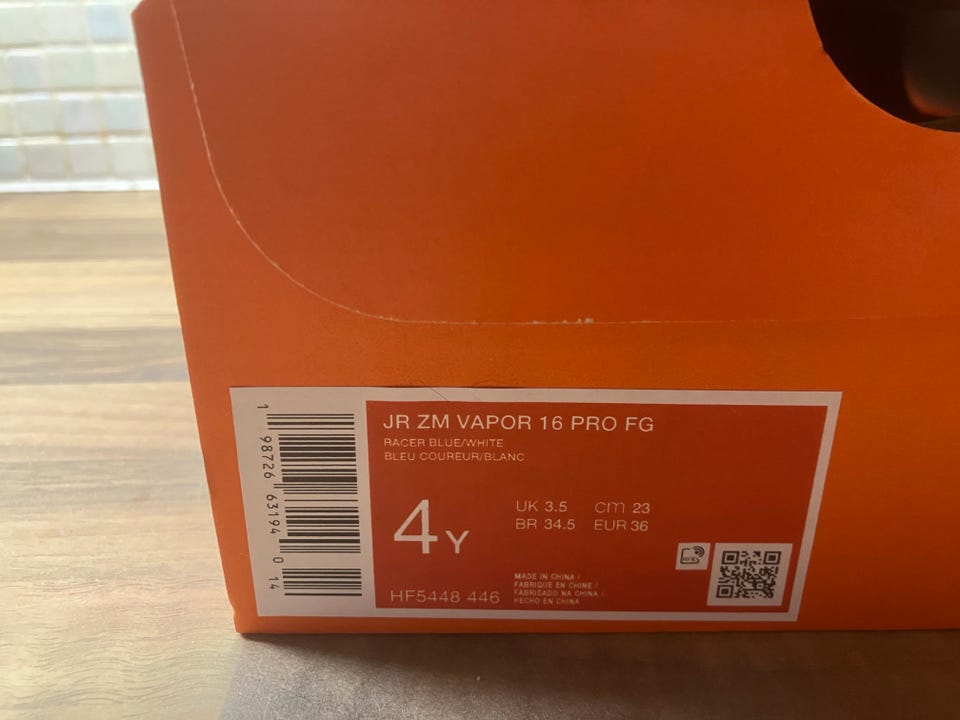 JR ZM VAPOR 16 PRO FG
RACER BLUE/WHITE
BLEU COUREUR/BLANC
4Y
UK 3.5 cm 23
BR 34.5 EUR 36
MADE IN CHINA /
FABRIQUE EN CHINE /
FABRIGADO NA CHINA /
HECHO EN CHINA
HF5448 446
1 98726 63194 0 14